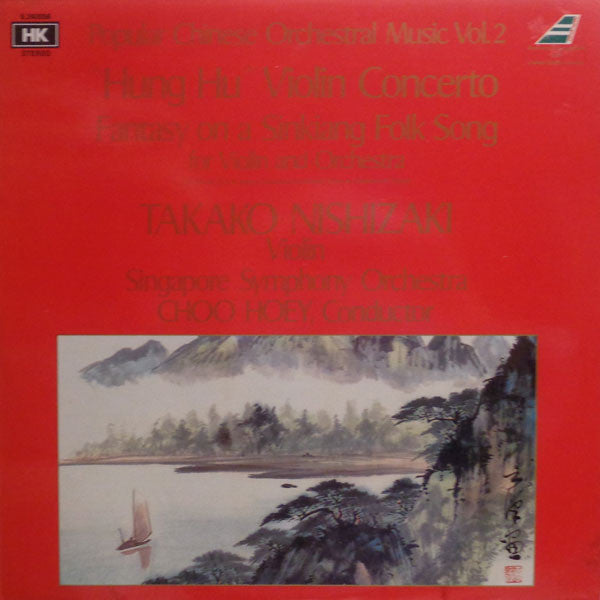 HK
STEREO
Popular Chinese Orchestral Music Vol. 2
"Hung Hu" Violin Concerto
Fantasy on a Sinkiang Folk Song
for Violin and Orchestra
TAKAKO NISHIZAKI
Violin
Singapore Symphony Orchestra
CHOO HOEY, Conductor